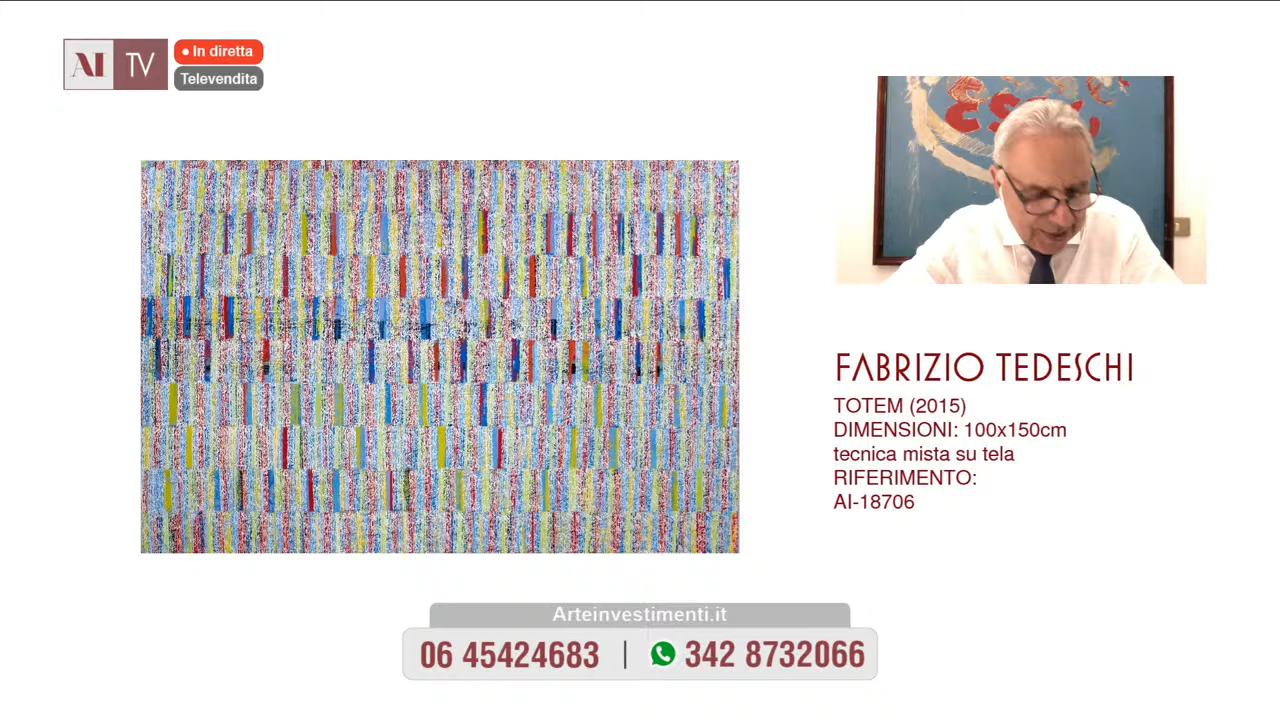 AI TV
• In diretta
Televendita
FABRIZIO TEDESCHI
TOTEM (2015)
DIMENSIONI: 100x150cm
tecnica mista su tela
RIFERIMENTO:
AI-18706
Arteinvestimenti.it
06 45424683 | 342 8732066